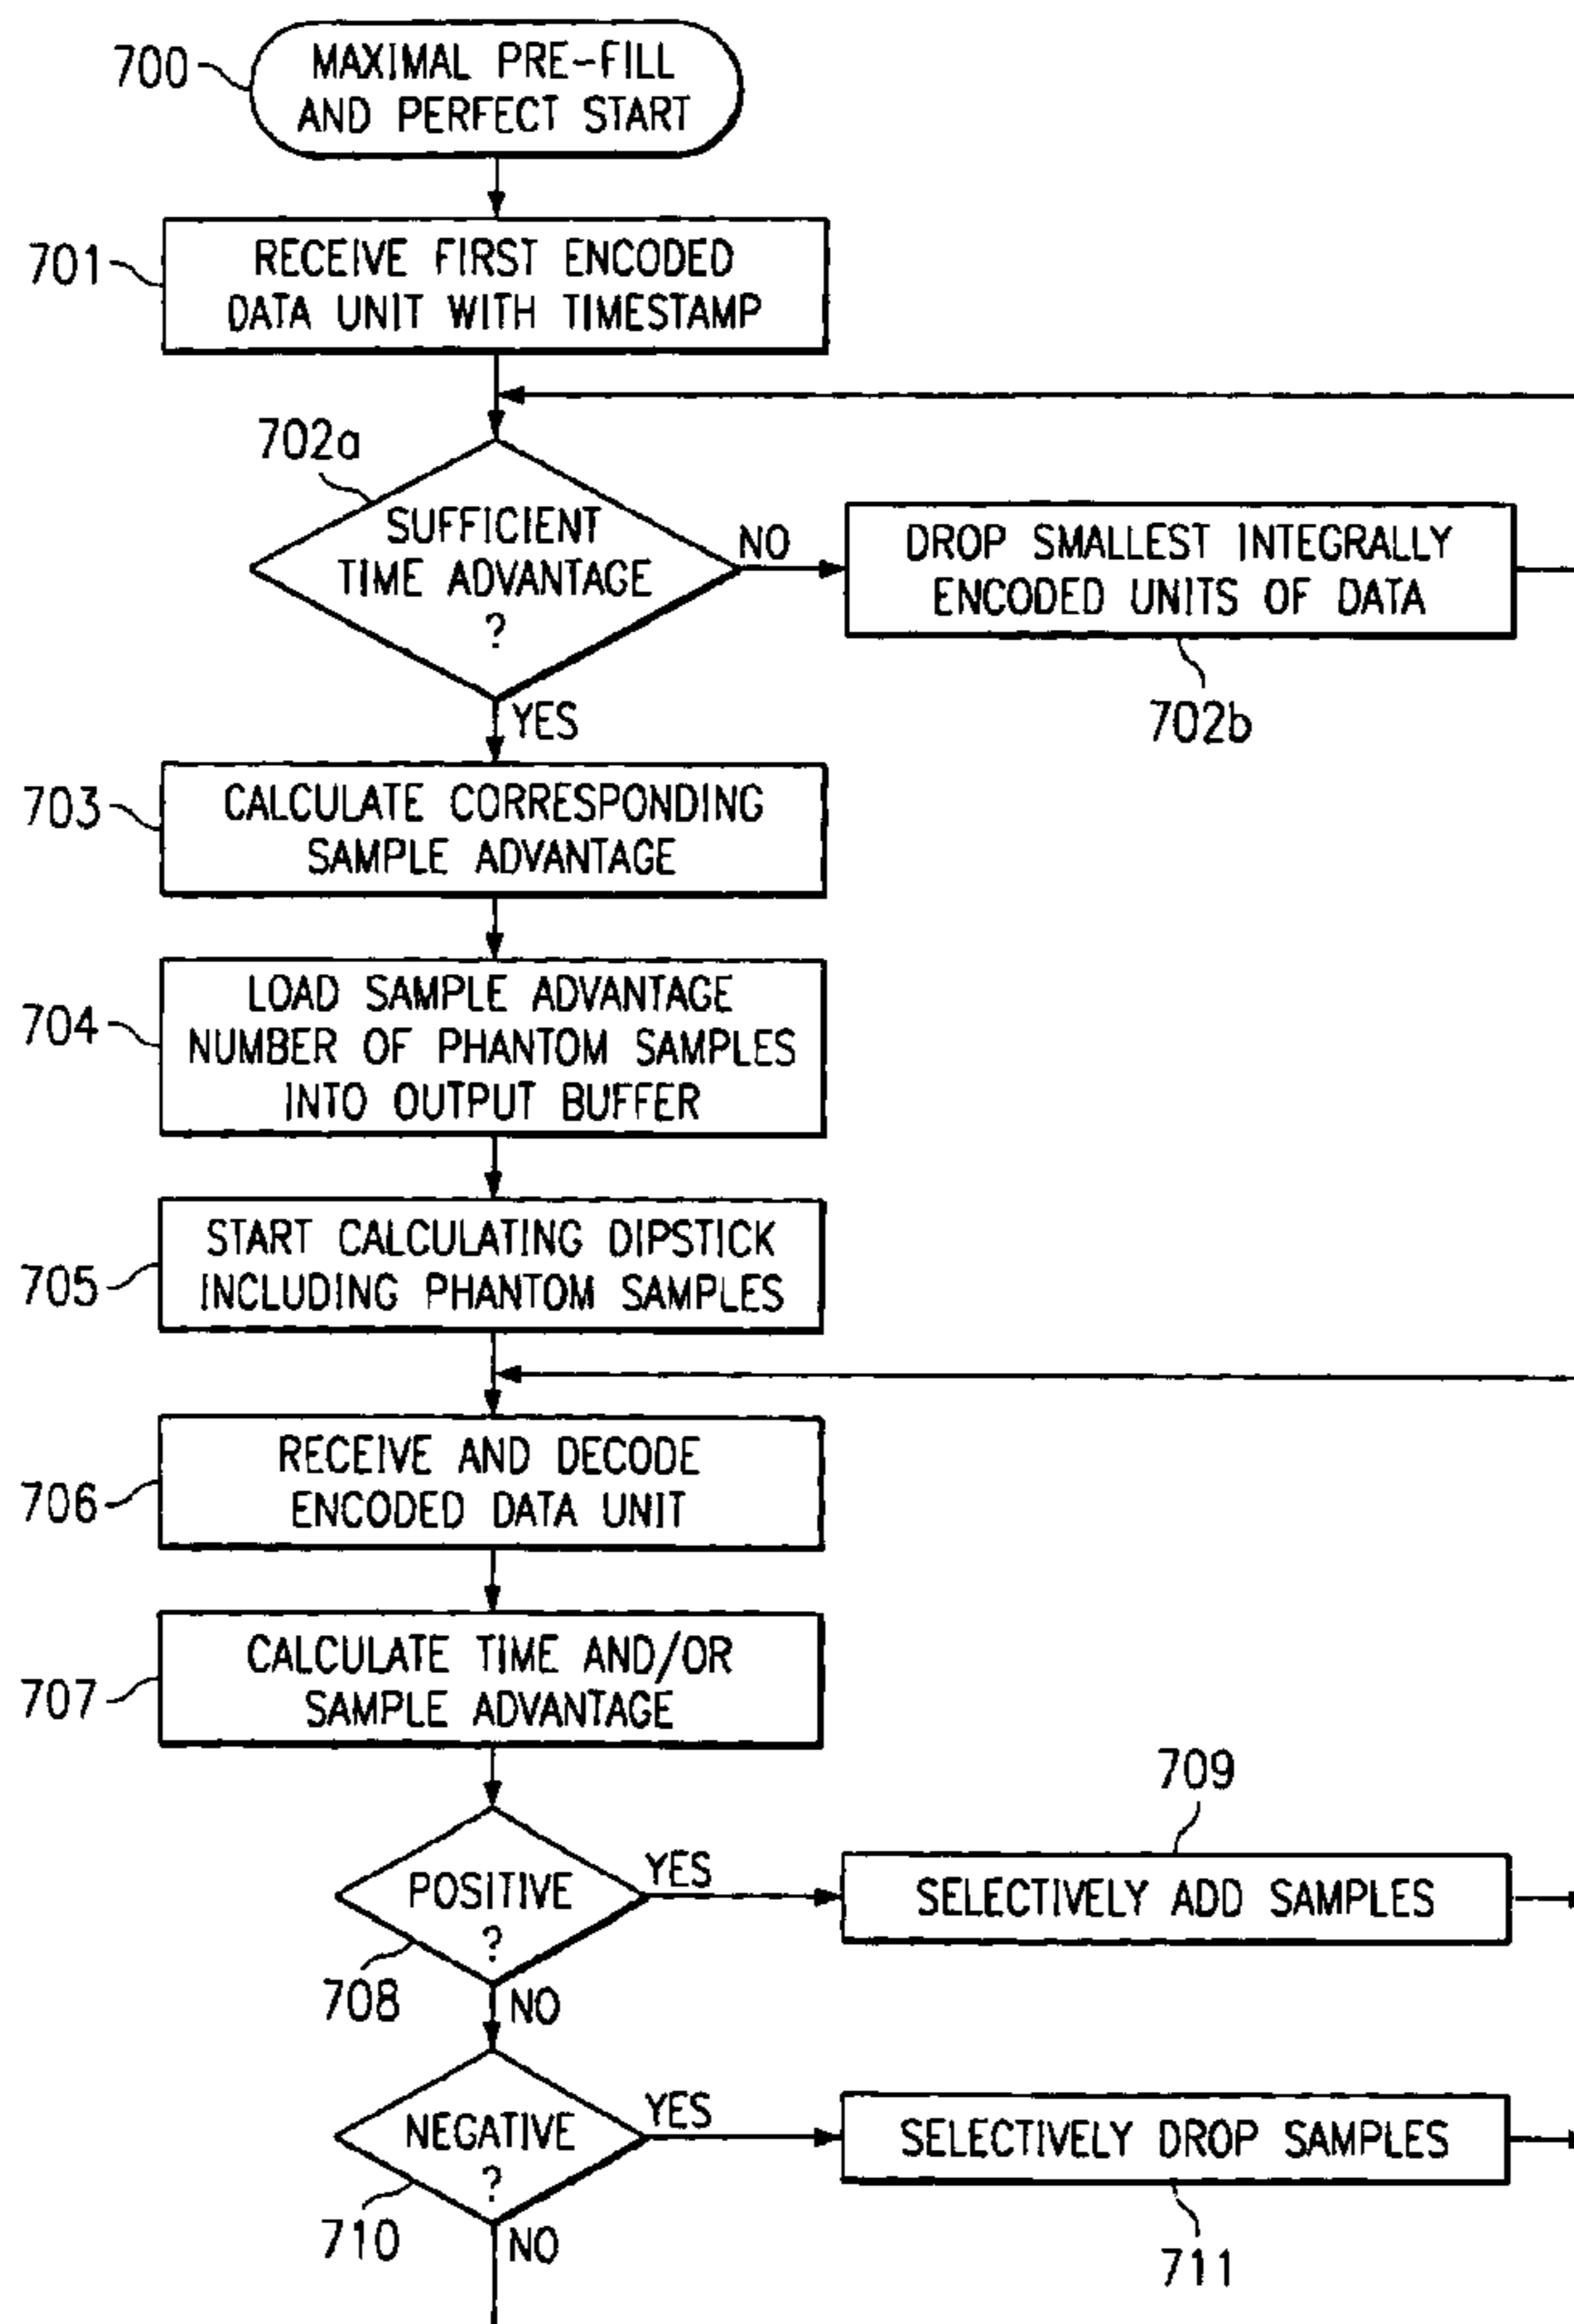 700
MAXIMAL PRE-FILL
AND PERFECT START
701
RECEIVE FIRST ENCODED
DATA UNIT WITH TIMESTAMP
702a
SUFFICIENT
TIME ADVANTAGE
?
NO
DROP SMALLEST INTEGRALLY
ENCODED UNITS OF DATA
702b
YES
703
CALCULATE CORRESPONDING
SAMPLE ADVANTAGE
704
LOAD SAMPLE ADVANTAGE
NUMBER OF PHANTOM SAMPLES
INTO OUTPUT BUFFER
705
START CALCULATING DIPSTICK
INCLUDING PHANTOM SAMPLES
706
RECEIVE AND DECODE
ENCODED DATA UNIT
707
CALCULATE TIME AND/OR
SAMPLE ADVANTAGE
709
POSITIVE
?
YES
SELECTIVELY ADD SAMPLES
708
NO
NEGATIVE
?
YES
SELECTIVELY DROP SAMPLES
710
NO
711